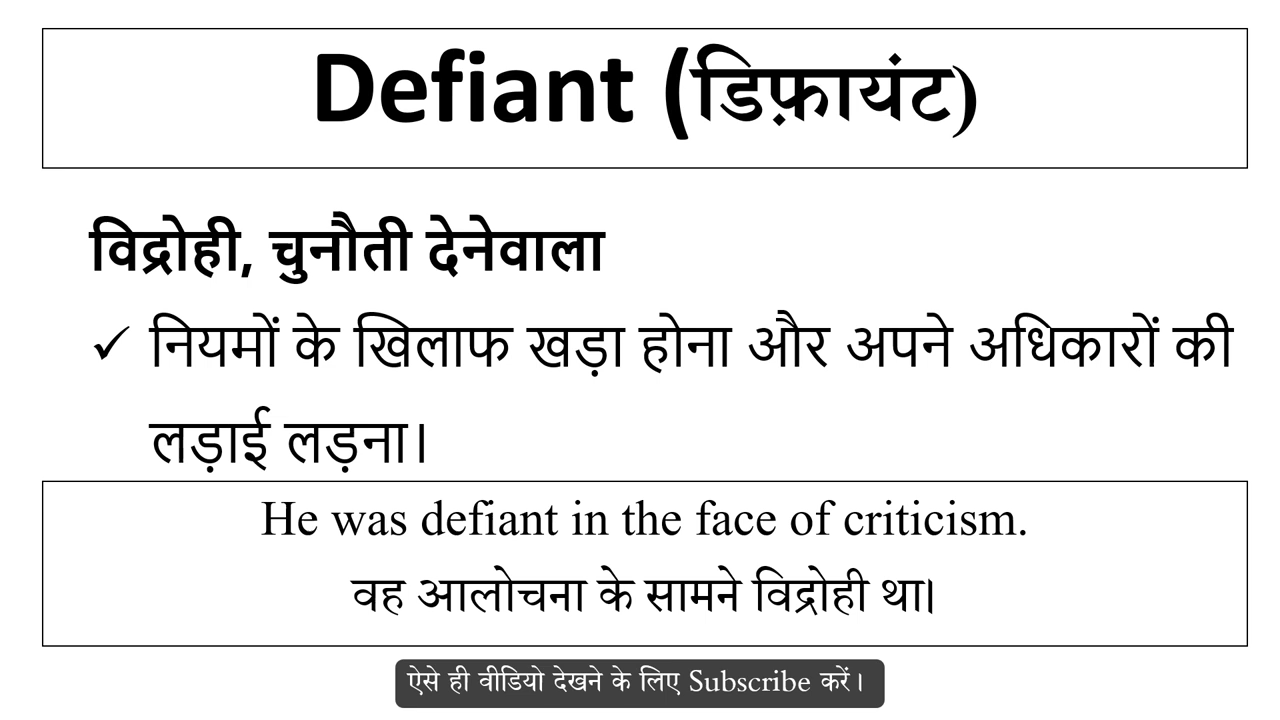 Defiant (डिफ़ायंट)
विद्रोही, चुनौती देनेवाला
✓ नियमों के खिलाफ खड़ा होना और अपने अधिकारों की
लड़ाई लड़ना।
He was defiant in the face of criticism.
वह आलोचना के सामने विद्रोही था।
ऐसे ही वीडियो देखने के लिए Subscribe करें।